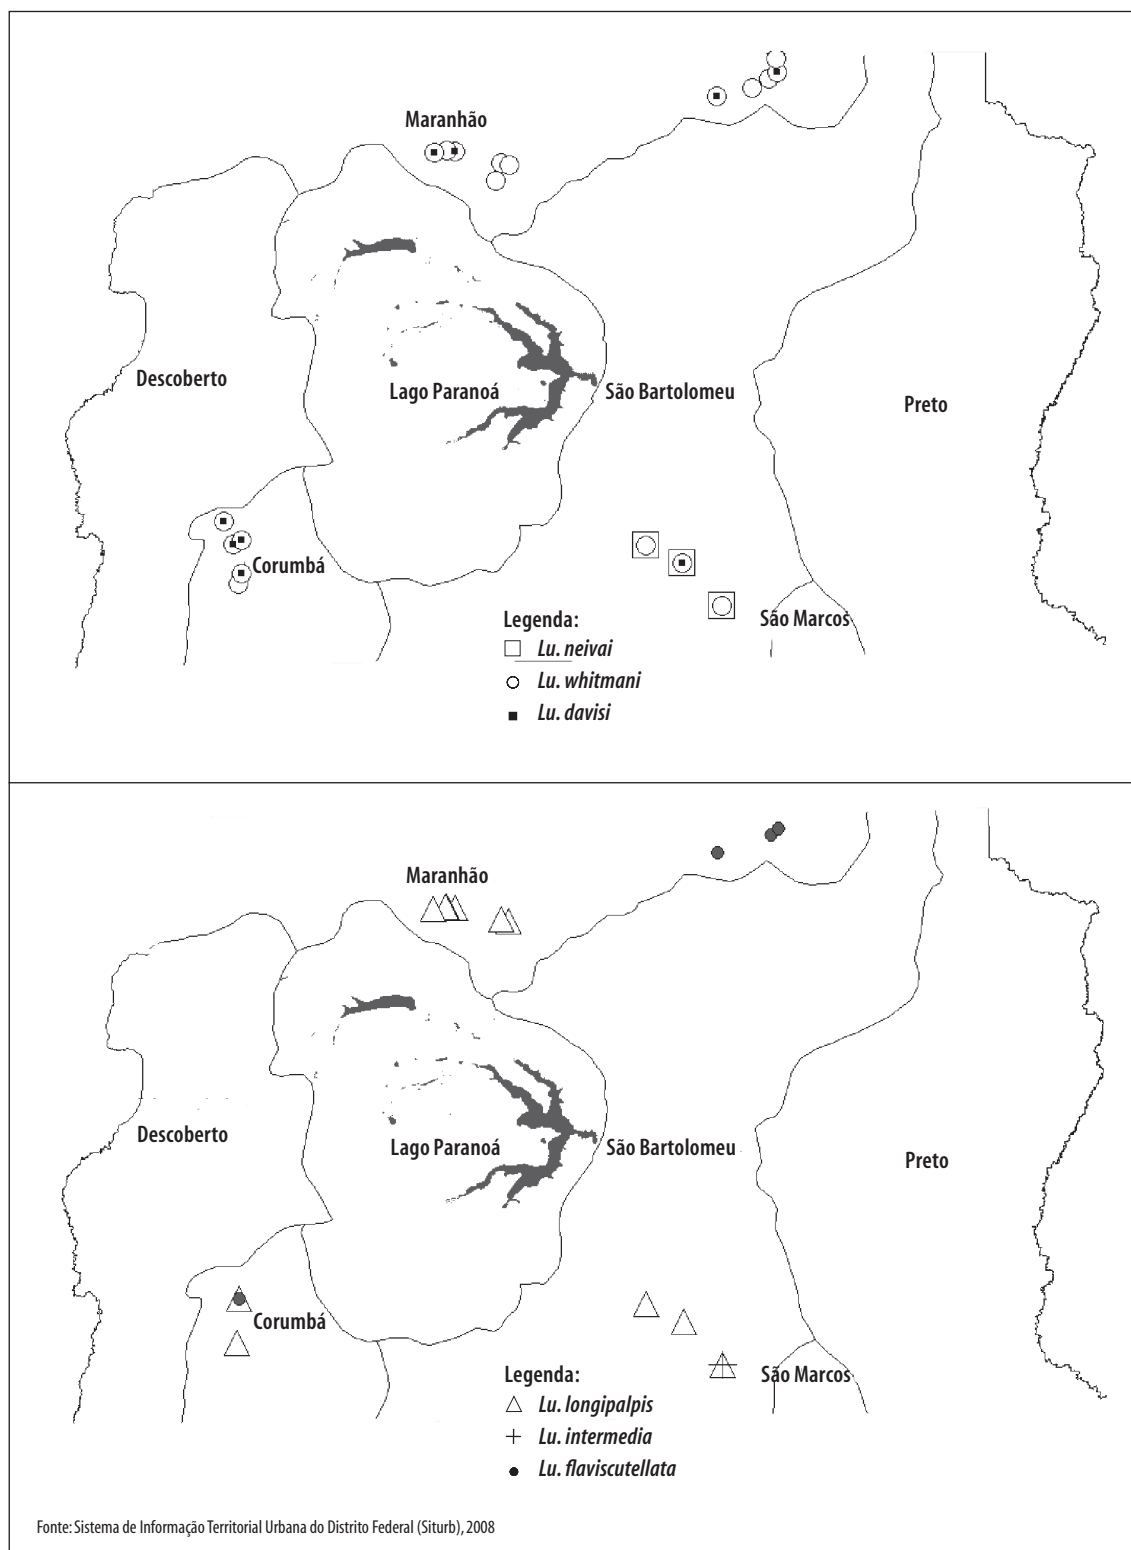 Maranhão
Descoberto
Lago Paranoá
São Bartolomeu
Preto
Corumbá
São Marcos
Legenda:
Lu. neivai
Lu. whitmani
Lu. davisi
Maranhão
Descoberto
Lago Paranoá
São Bartolomeu
Preto
Corumbá
São Marcos
Legenda:
Lu. longipalpis
Lu. intermedia
Lu. flaviscutellata
Fonte: Sistema de Informação Territorial Urbana do Distrito Federal (Siturb), 2008